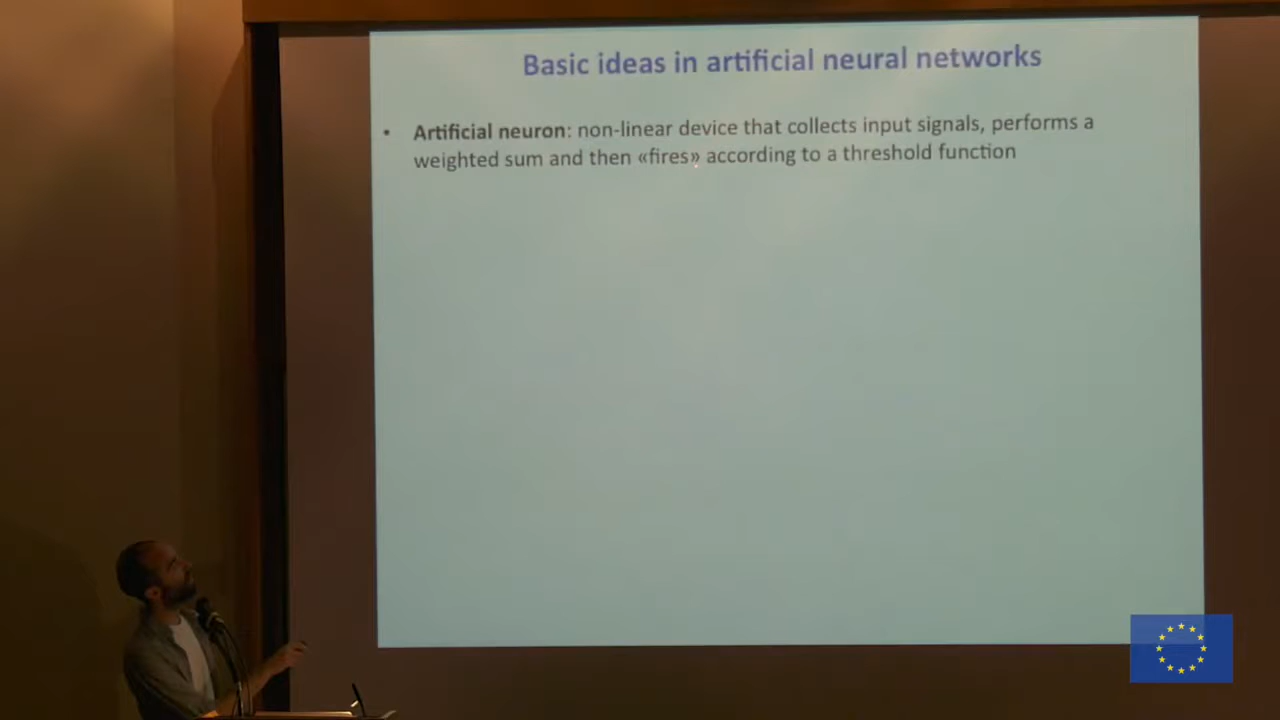 Basic ideas in artificial neural networks
• Artificial neuron: non-linear device that collects input signals, performs a
weighted sum and then «fires» according to a threshold function